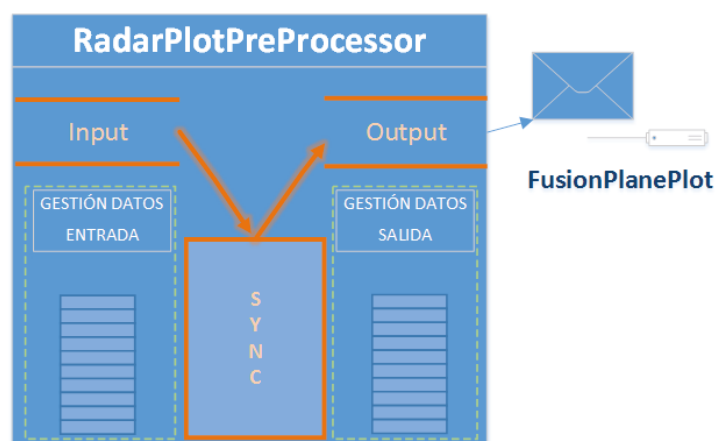 RadarPlotPreProcessor
Input
Output
FusionPlanePlot
GESTIÓN DATOS
ENTRADA
GESTIÓN DATOS
SALIDA
S
Y
N
C